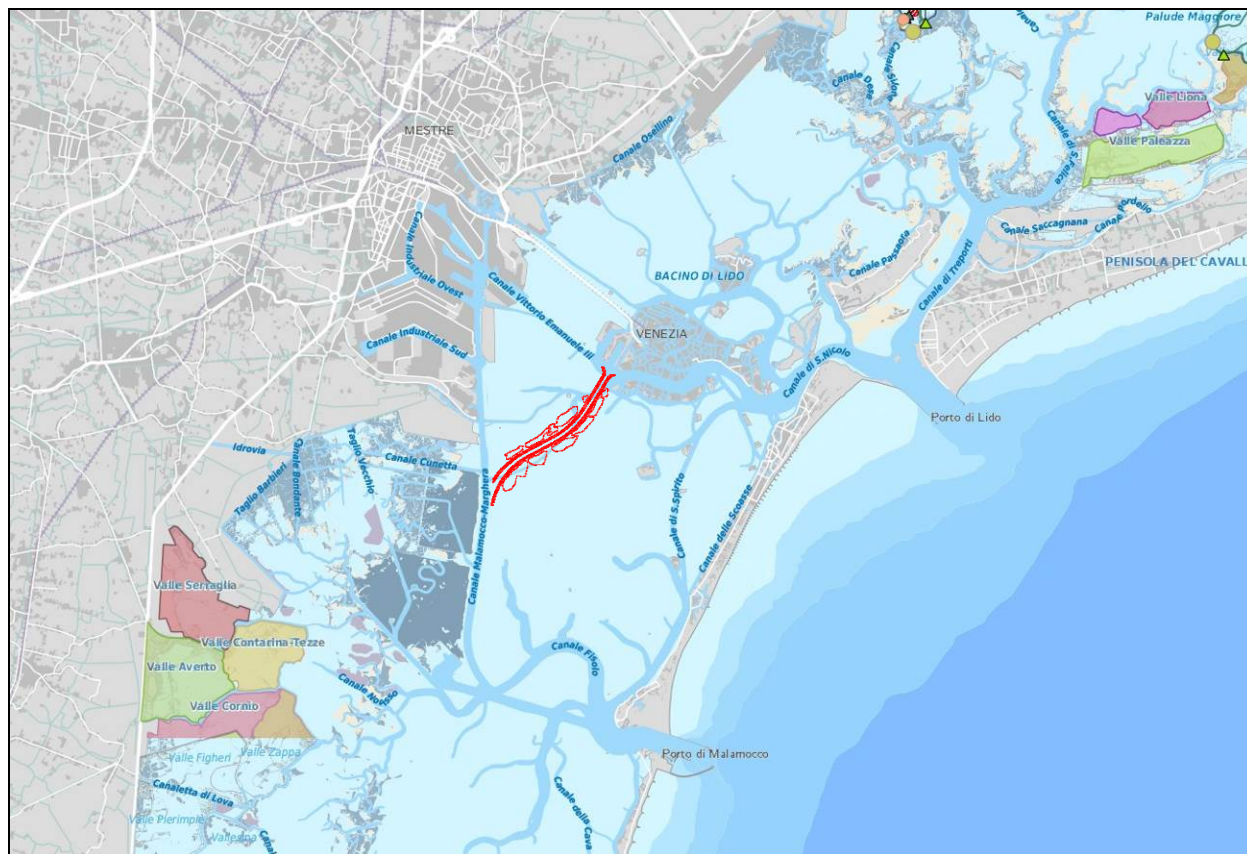 Palude Maggiore
Canale Silone
Canale Dese
Valle Liona
MESTRE
Canale Osellino
Valle Paleazza
Canale di S.Felice
Canale Saccagnana
Canale Pordelio
Canale Industriale Ovest
Canale Passaora
Canale di Treporti
BACINO DI LIDO
PENISOLA DEL CAVALL
Canale Vittorio Emanuele III
VENEZIA
Canale Industriale Sud
Canale di S.Nicolo
Porto di Lido
Taglio Vecchio
Idrovia
Canale Bondante
Canale Cunetta
Taglio Barbieri
Canale Malamocco-Marghera
Canale di S.Spirito
Canale delle Scoasse
Valle Serraglia
Valle Contarina-Tezze
Canale Fisolo
Valle Averto
Canale Novissio
Valle Cornio
Valle Zappa
Valle Figheri
Porto di Malamocco
Canaletta di Lova
Canale della Cava
Valle Pierimpiè